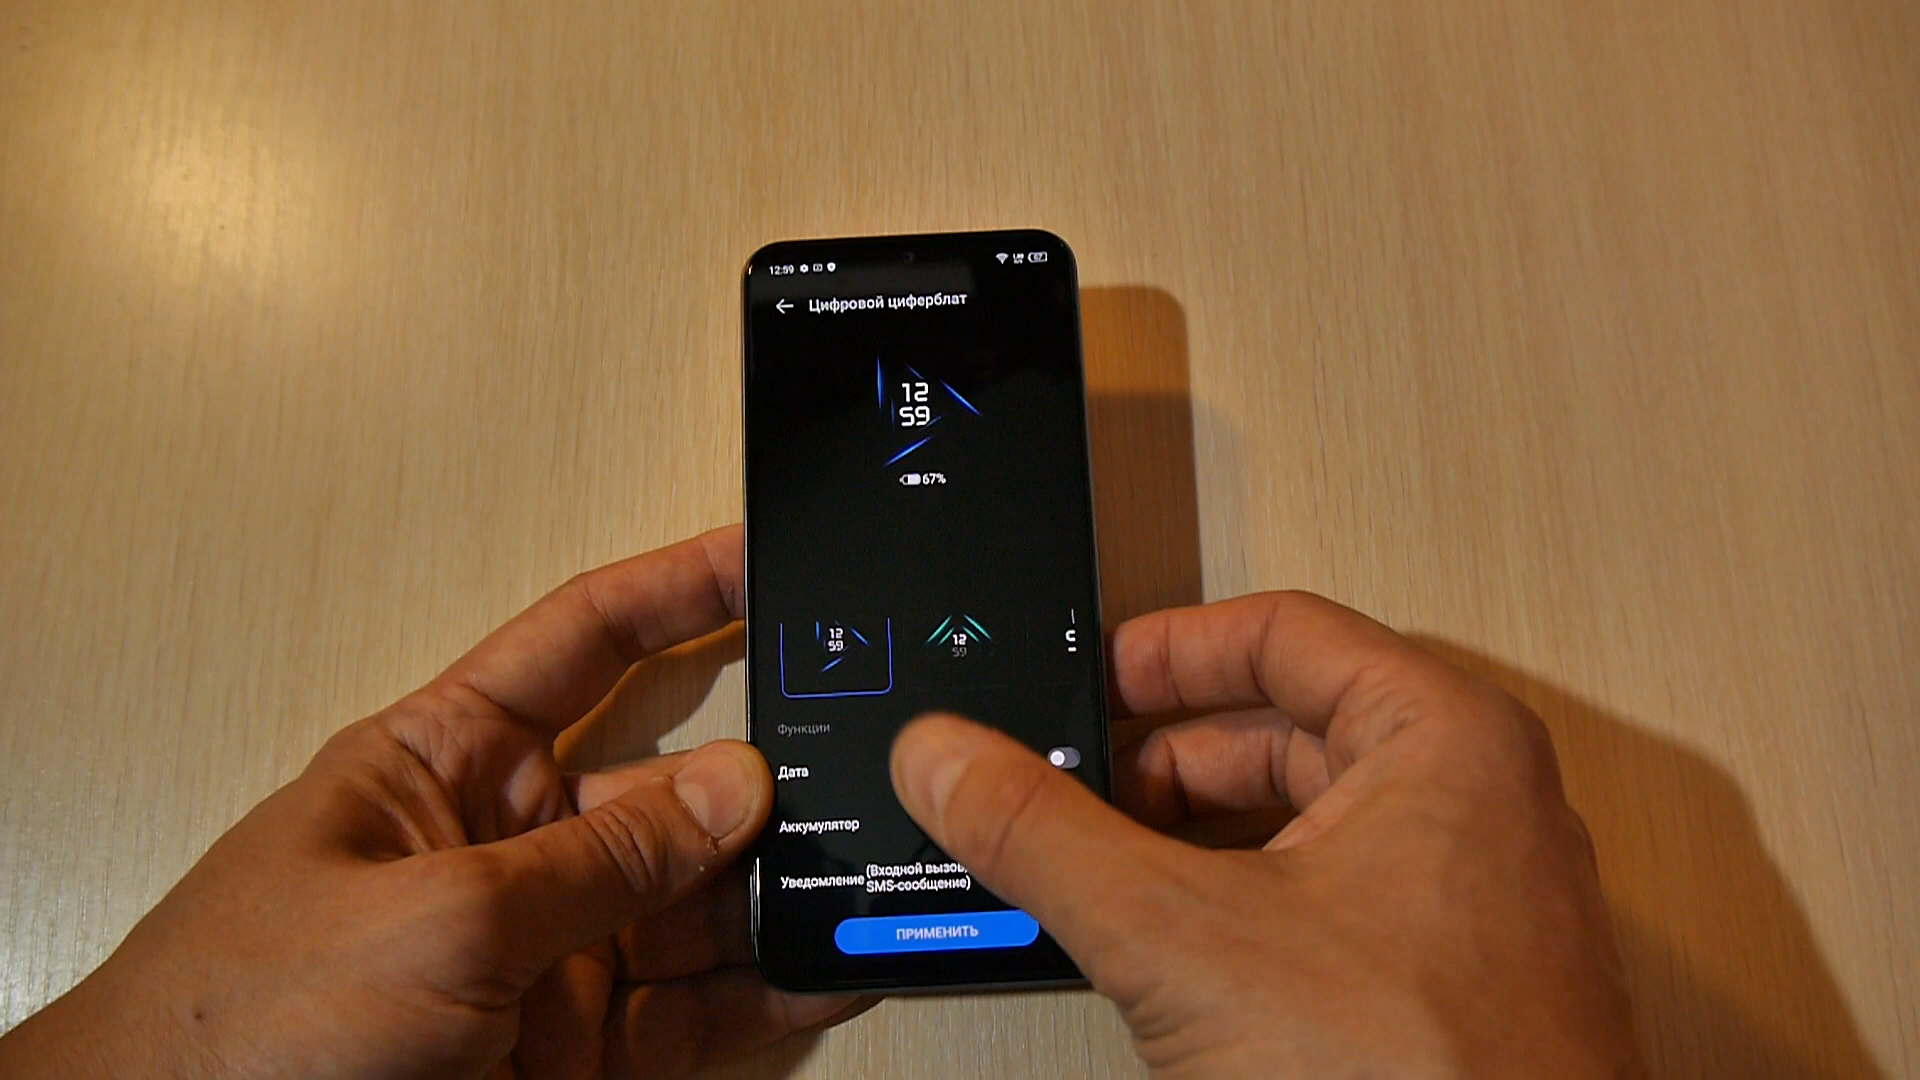 12:59
67
Цифровой циферблат
12
59
67%
12
59
12
59
Функции
Дата
Аккумулятор
Уведомление (Входной вызов,
SMS-сообщение)
ПРИМЕНИТЬ